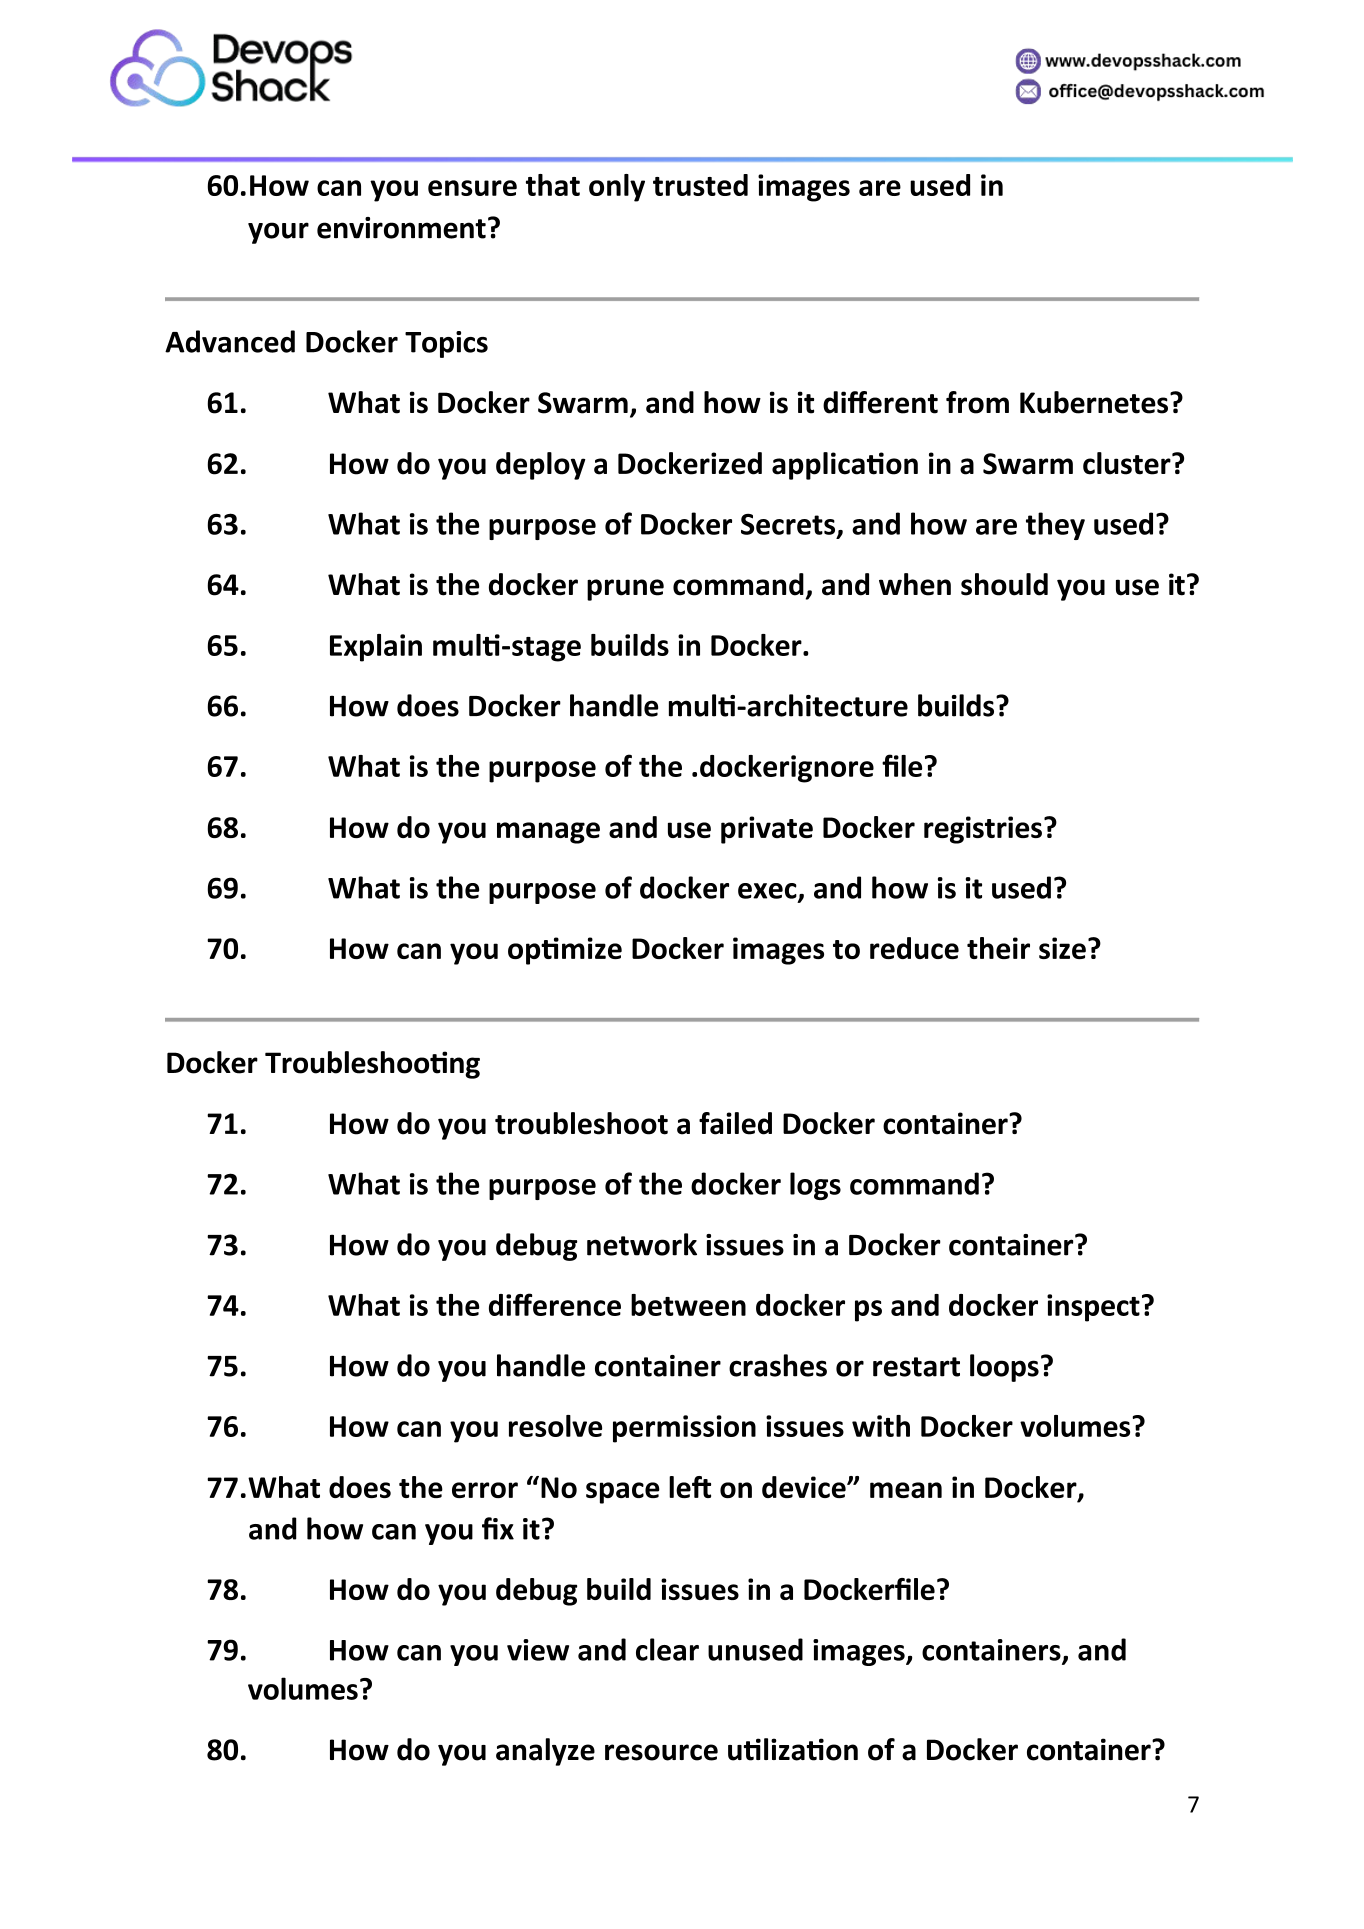 Devops
Shack
www.devopsshack.com
office@devopsshack.com
60.How can you ensure that only trusted images are used in
your environment?
Advanced Docker Topics
61. What is Docker Swarm, and how is it different from Kubernetes?
62. How do you deploy a Dockerized application in a Swarm cluster?
63. What is the purpose of Docker Secrets, and how are they used?
64. What is the docker prune command, and when should you use it?
65. Explain multi-stage builds in Docker.
66. How does Docker handle multi-architecture builds?
67. What is the purpose of the .dockerignore file?
68. How do you manage and use private Docker registries?
69. What is the purpose of docker exec, and how is it used?
70. How can you optimize Docker images to reduce their size?
Docker Troubleshooting
71. How do you troubleshoot a failed Docker container?
72. What is the purpose of the docker logs command?
73. How do you debug network issues in a Docker container?
74. What is the difference between docker ps and docker inspect?
75. How do you handle container crashes or restart loops?
76. How can you resolve permission issues with Docker volumes?
77.What does the error “No space left on device” mean in Docker,
and how can you fix it?
78. How do you debug build issues in a Dockerfile?
79. How can you view and clear unused images, containers, and
volumes?
80. How do you analyze resource utilization of a Docker container?
7